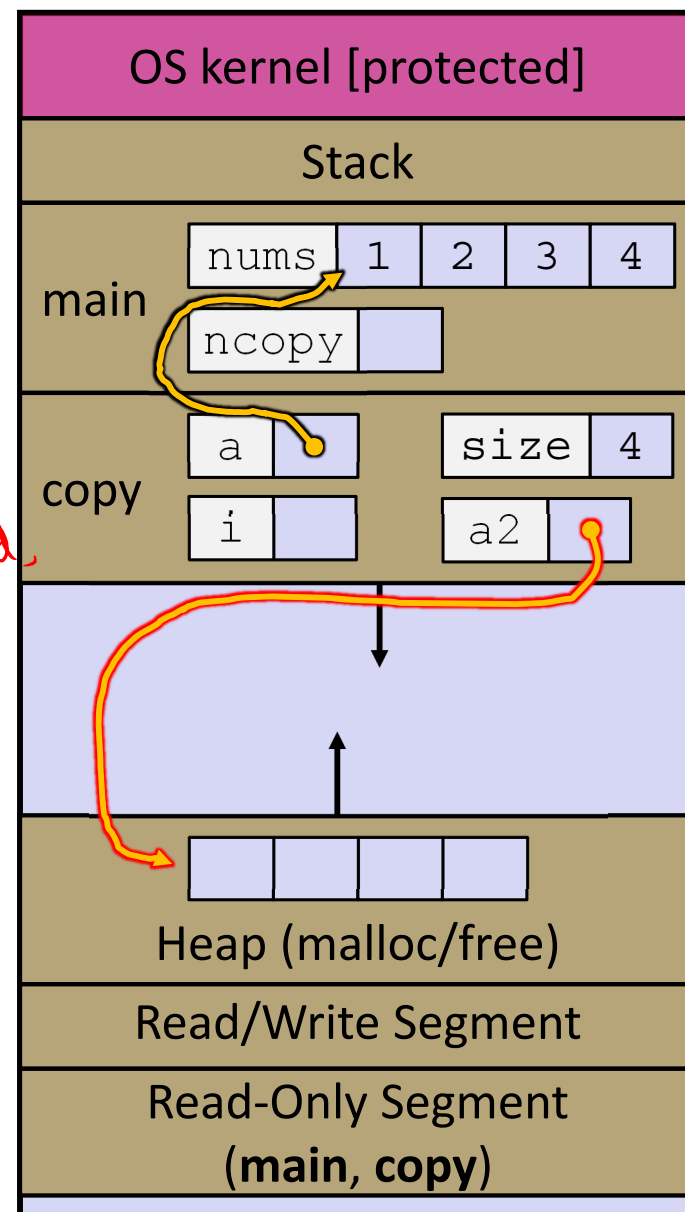 OS kernel [protected]
Stack
main
nums 1 2 3 4
ncopy
copy
a
size 4
i
a2
Heap (malloc/free)
Read/Write Segment
Read-Only Segment
(main, copy)